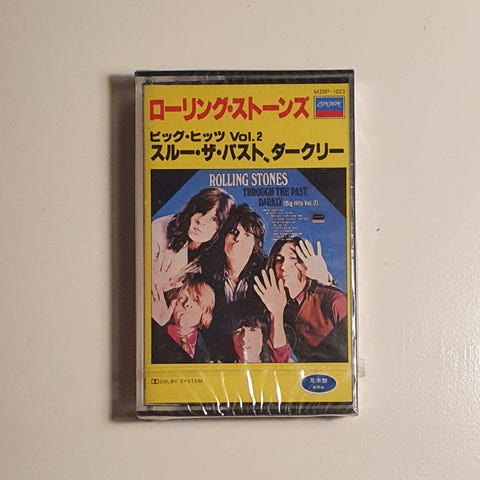 M20P-1023
ローリング・ストーンズ
LONDON
ビッグ・ヒッツ Vol.2
スルー・ザ・パスト、ダークリー
ROLLING STONES
THROUGH THE PAST,
DARKLY (Big Hits Vol. 2)
DOLBY SYSTEM
見本盤